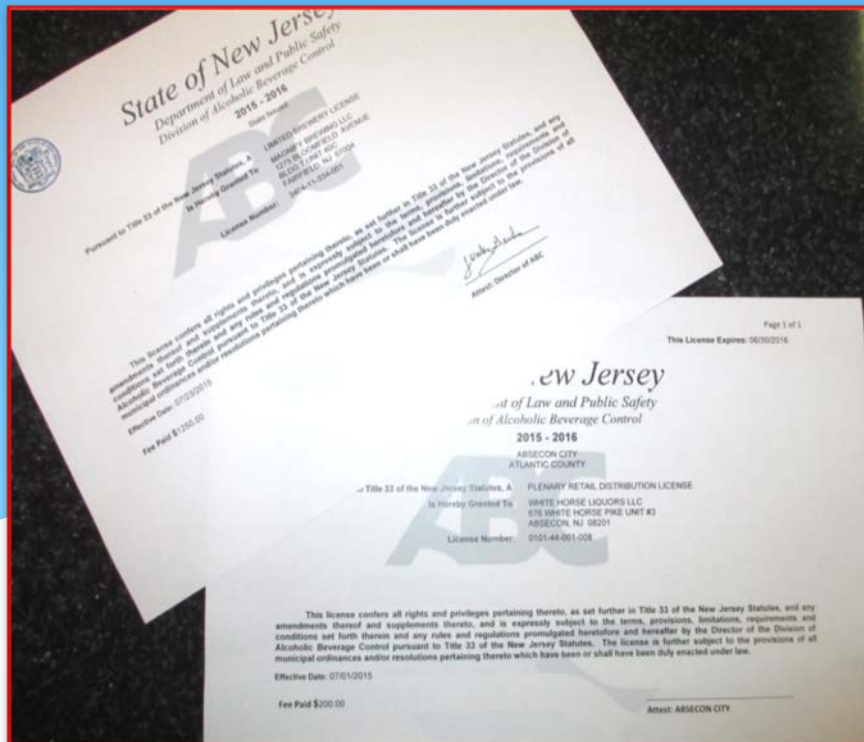 State of New Jersey
Department of Law and Public Safety
Division of Alcoholic Beverage Control
2015 - 2016
State Issued
ABC
Pursuant to Title 33 of the New Jersey Statutes, A LIMITED BREWERY LICENSE
Is Hereby Granted To MAGNIFY BREWING LLC
1275 BLOOMFIELD AVENUE
BLDG 7 UNIT 40C
FAIRFIELD, NJ 07004
License Number: 3404-11-334-001
This license confers all rights and privileges pertaining thereto, as set further in Title 33 of the New Jersey Statutes, and any
amendments thereof and supplements thereto, and is expressly subject to the terms, provisions, limitations, requirements and
conditions set forth therein and any rules and regulations promulgated heretofore and hereafter by the Director of the Division of
Alcoholic Beverage Control pursuant to Title 33 of the New Jersey Statutes. The license is further subject to the provisions of all
municipal ordinances and/or resolutions pertaining thereto which have been or shall have been duly enacted under law.
Effective Date: 07/23/2015
Fee Paid $1250.00
Attest: Director of ABC
Page 1 of 1
This License Expires: 06/30/2016
ew Jersey
of Law and Public Safety
on of Alcoholic Beverage Control
2015 - 2016
ABSECON CITY
ATLANTIC COUNTY
ABC
Title 33 of the New Jersey Statutes, A PLENARY RETAIL DISTRIBUTION LICENSE
Is Hereby Granted To WHITE HORSE LIQUORS LLC
676 WHITE HORSE PIKE UNIT #3
ABSECON, NJ 08201
License Number: 0101-44-001-008
This license confers all rights and privileges pertaining thereto, as set further in Title 33 of the New Jersey Statutes, and any
amendments thereof and supplements thereto, and is expressly subject to the terms, provisions, limitations, requirements and
conditions set forth therein and any rules and regulations promulgated heretofore and hereafter by the Director of the Division of
Alcoholic Beverage Control pursuant to Title 33 of the New Jersey Statutes. The license is further subject to the provisions of all
municipal ordinances and/or resolutions pertaining thereto which have been or shall have been duly enacted under law.
Effective Date: 07/01/2015
Fee Paid $200.00
Attest: ABSECON CITY